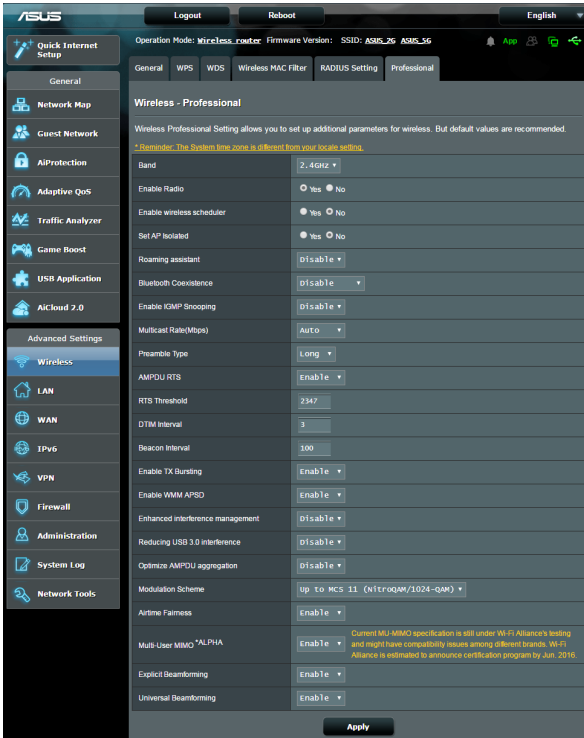 ASUS
Logout
Reboot
English
Quick Internet
Setup
Operation Mode: Wireless router Firmware Version: SSID: ASUS_2G ASUS_5G
App
General WPS WDS Wireless MAC Filter RADIUS Setting Professional
General
Network Map
Guest Network
AiProtection
Adaptive QoS
Traffic Analyzer
Game Boost
USB Application
AiCloud 2.0
Advanced Settings
Wireless
LAN
WAN
IPv6
VPN
Firewall
Administration
System Log
Network Tools
Wireless - Professional
Wireless Professional Setting allows you to set up additional parameters for wireless. But default values are recommended.
* Reminder: The System time zone is different from your locale setting.
Band 2.4GHz
Enable Radio Yes No
Enable wireless scheduler Yes No
Set AP Isolated Yes No
Roaming assistant Disable
Bluetooth Coexistence Disable
Enable IGMP Snooping Disable
Multicast Rate(Mbps) Auto
Preamble Type Long
AMPDU RTS Enable
RTS Threshold 2347
DTIM Interval 3
Beacon Interval 100
Enable TX Bursting Enable
Enable WMM APSD Enable
Enhanced interference management Disable
Reducing USB 3.0 interference Disable
Optimize AMPDU aggregation Disable
Modulation Scheme Up to MCS 11 (NitroQAM/1024-QAM)
Airtime Fairness Enable
Multi-User MIMO *ALPHA Enable
Current MU-MIMO specification is still under Wi-Fi Alliance's testing
and might have compatibility issues among different brands. Wi-Fi
Alliance is estimated to announce certification program by Jun. 2016.
Explicit Beamforming Enable
Universal Beamforming Enable
Apply